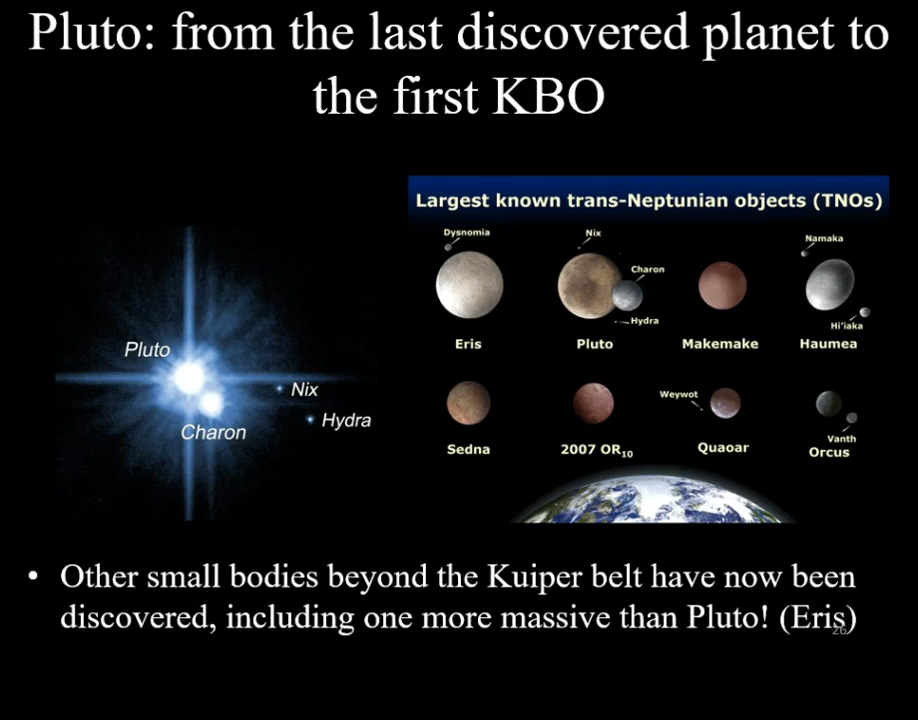 Pluto: from the last discovered planet to
the first KBO
Pluto
Charon
Nix
Hydra
Largest known trans-Neptunian objects (TNOs)
Dysnomia
Eris
Nix
Charon
Hydra
Pluto
Makemake
Namaka
Hi'iaka
Haumea
Sedna
2007 OR10
Weywot
Quaoar
Vanth
Orcus
• Other small bodies beyond the Kuiper belt have now been
discovered, including one more massive than Pluto! (Eris)
26